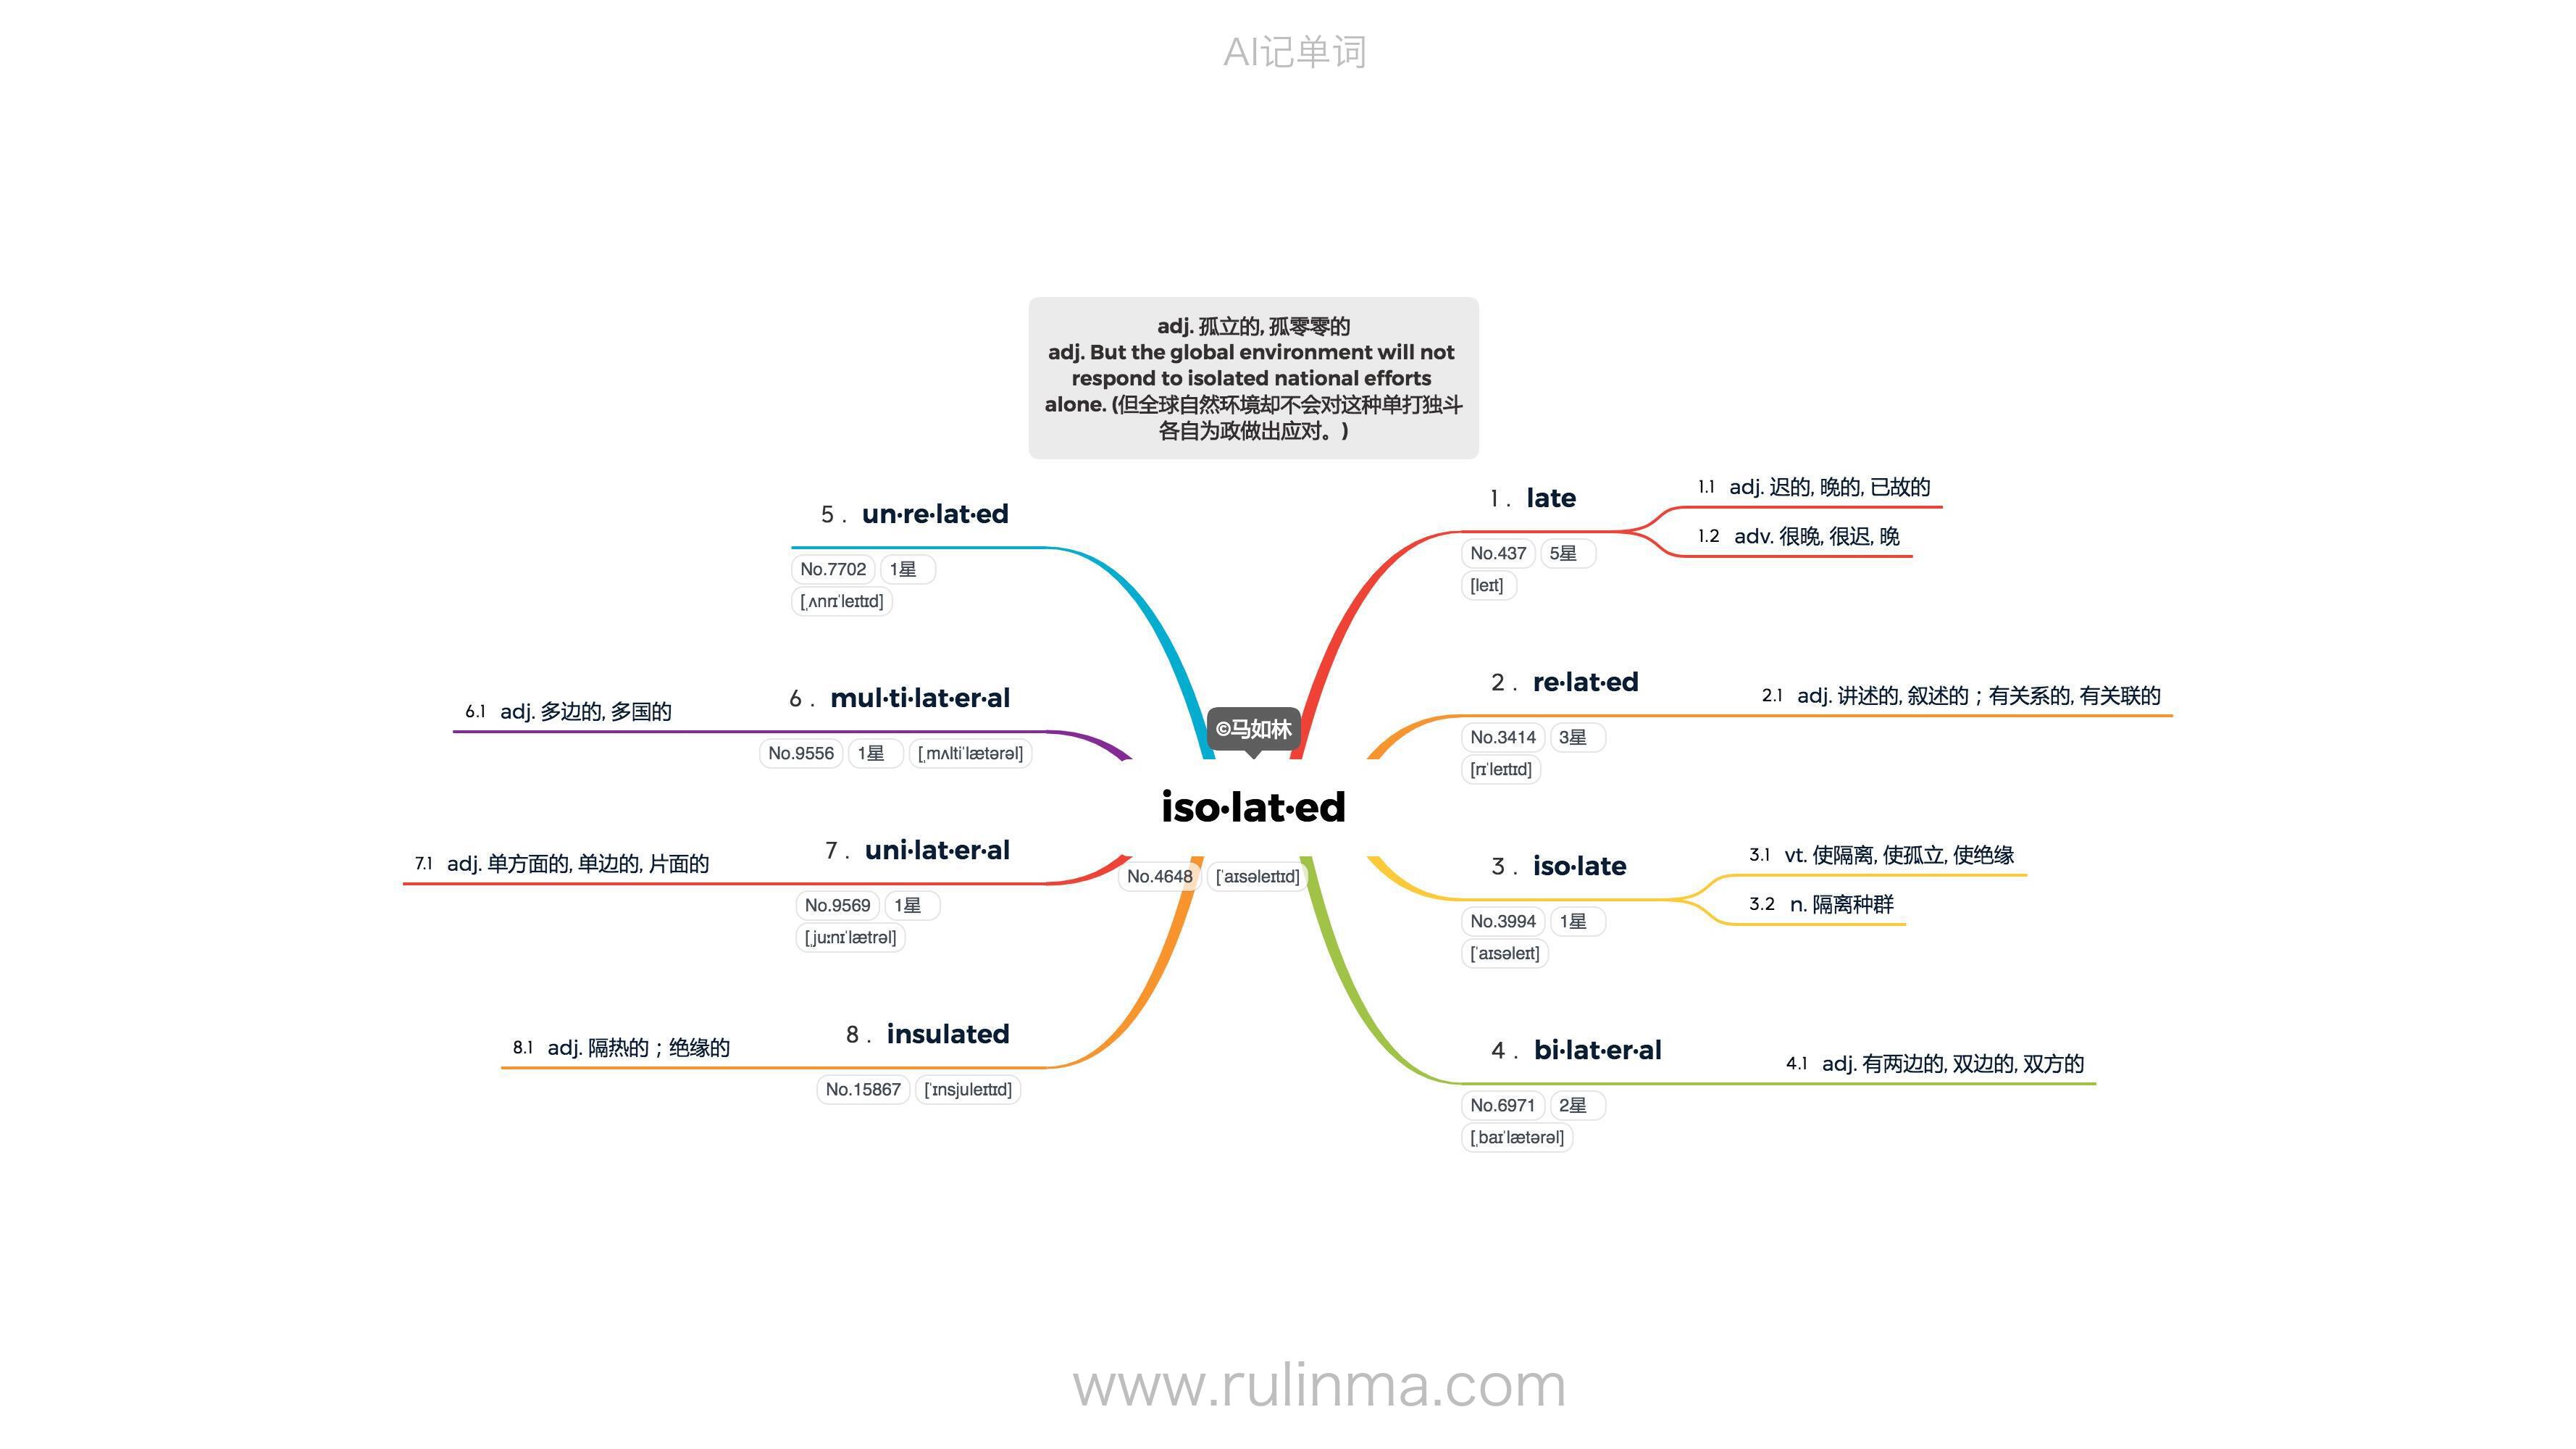 AI记单词
adj. 孤立的, 孤零零的
adj. But the global environment will not
respond to isolated national efforts
alone. (但全球自然环境却不会对这种单打独斗
各自为政做出应对。)
©马如林
iso·lat·ed
No.4648 [ˈaɪsəleɪtɪd]
1 . late
No.437 5星
[leɪt]
1.1 adj. 迟的, 晚的, 已故的
1.2 adv. 很晚, 很迟, 晚
2 . re·lat·ed
No.3414 3星
[rɪˈleɪtɪd]
2.1 adj. 讲述的, 叙述的；有关系的, 有关联的
3 . iso·late
No.3994 1星
[ˈaɪsəleɪt]
3.1 vt. 使隔离, 使孤立, 使绝缘
3.2 n. 隔离种群
4 . bi·lat·er·al
No.6971 2星
[ˌbaɪˈlætərəl]
4.1 adj. 有两边的, 双边的, 双方的
5 . un·re·lat·ed
No.7702 1星
[ˌʌnrɪˈleɪtɪd]
6 . mul·ti·lat·er·al
No.9556 1星 [ˌmʌltiˈlætərəl]
6.1 adj. 多边的, 多国的
7 . uni·lat·er·al
No.9569 1星
[ˌjuːnɪˈlætrəl]
7.1 adj. 单方面的, 单边的, 片面的
8 . insulated
No.15867 [ˈɪnsjuleɪtɪd]
8.1 adj. 隔热的；绝缘的
www.rulinma.com